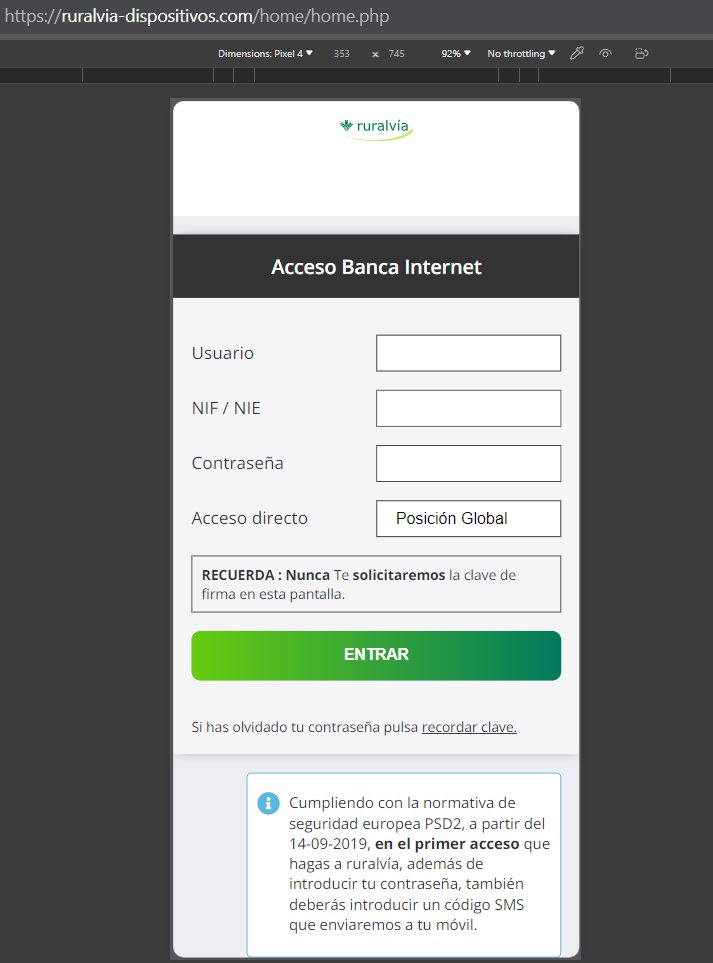 https://ruralvia-dispositivos.com/home/home.php
Dimensions: Pixel 4 353 x 745 92% No throttling
ruralvía
Acceso Banca Internet
Usuario
NIF / NIE
Contraseña
Acceso directo Posición Global
RECUERDA : Nunca Te solicitaremos la clave de
firma en esta pantalla.
ENTRAR
Si has olvidado tu contraseña pulsa recordar clave.
Cumpliendo con la normativa de
seguridad europea PSD2, a partir del
14-09-2019, en el primer acceso que
hagas a ruralvía, además de
introducir tu contraseña, también
deberás introducir un código SMS
que enviaremos a tu móvil.